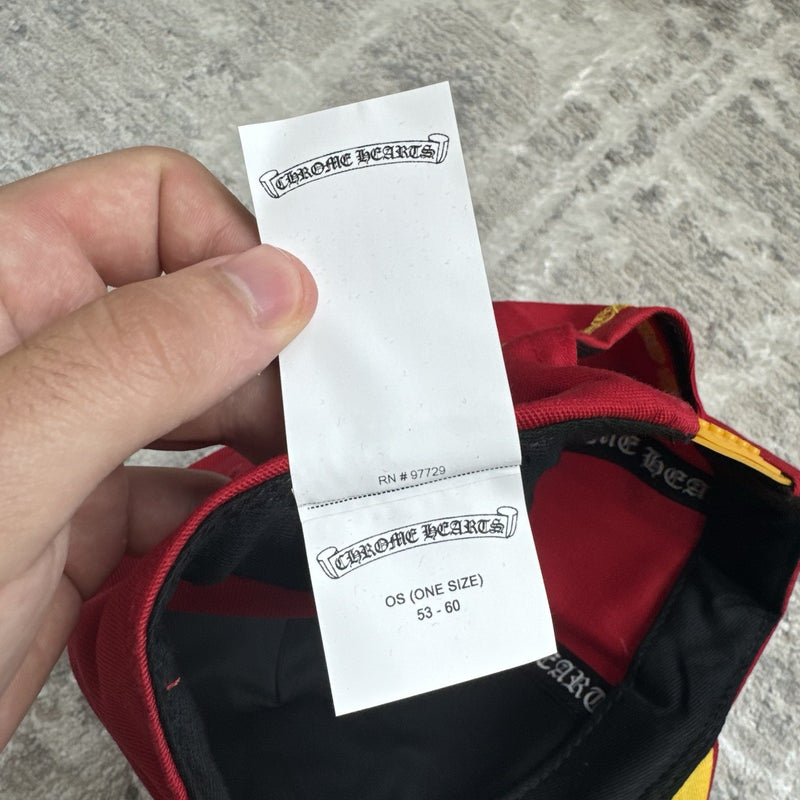 CHROME HEARTS
RN # 97729
CHROME HEARTS
OS (ONE SIZE)
53 - 60